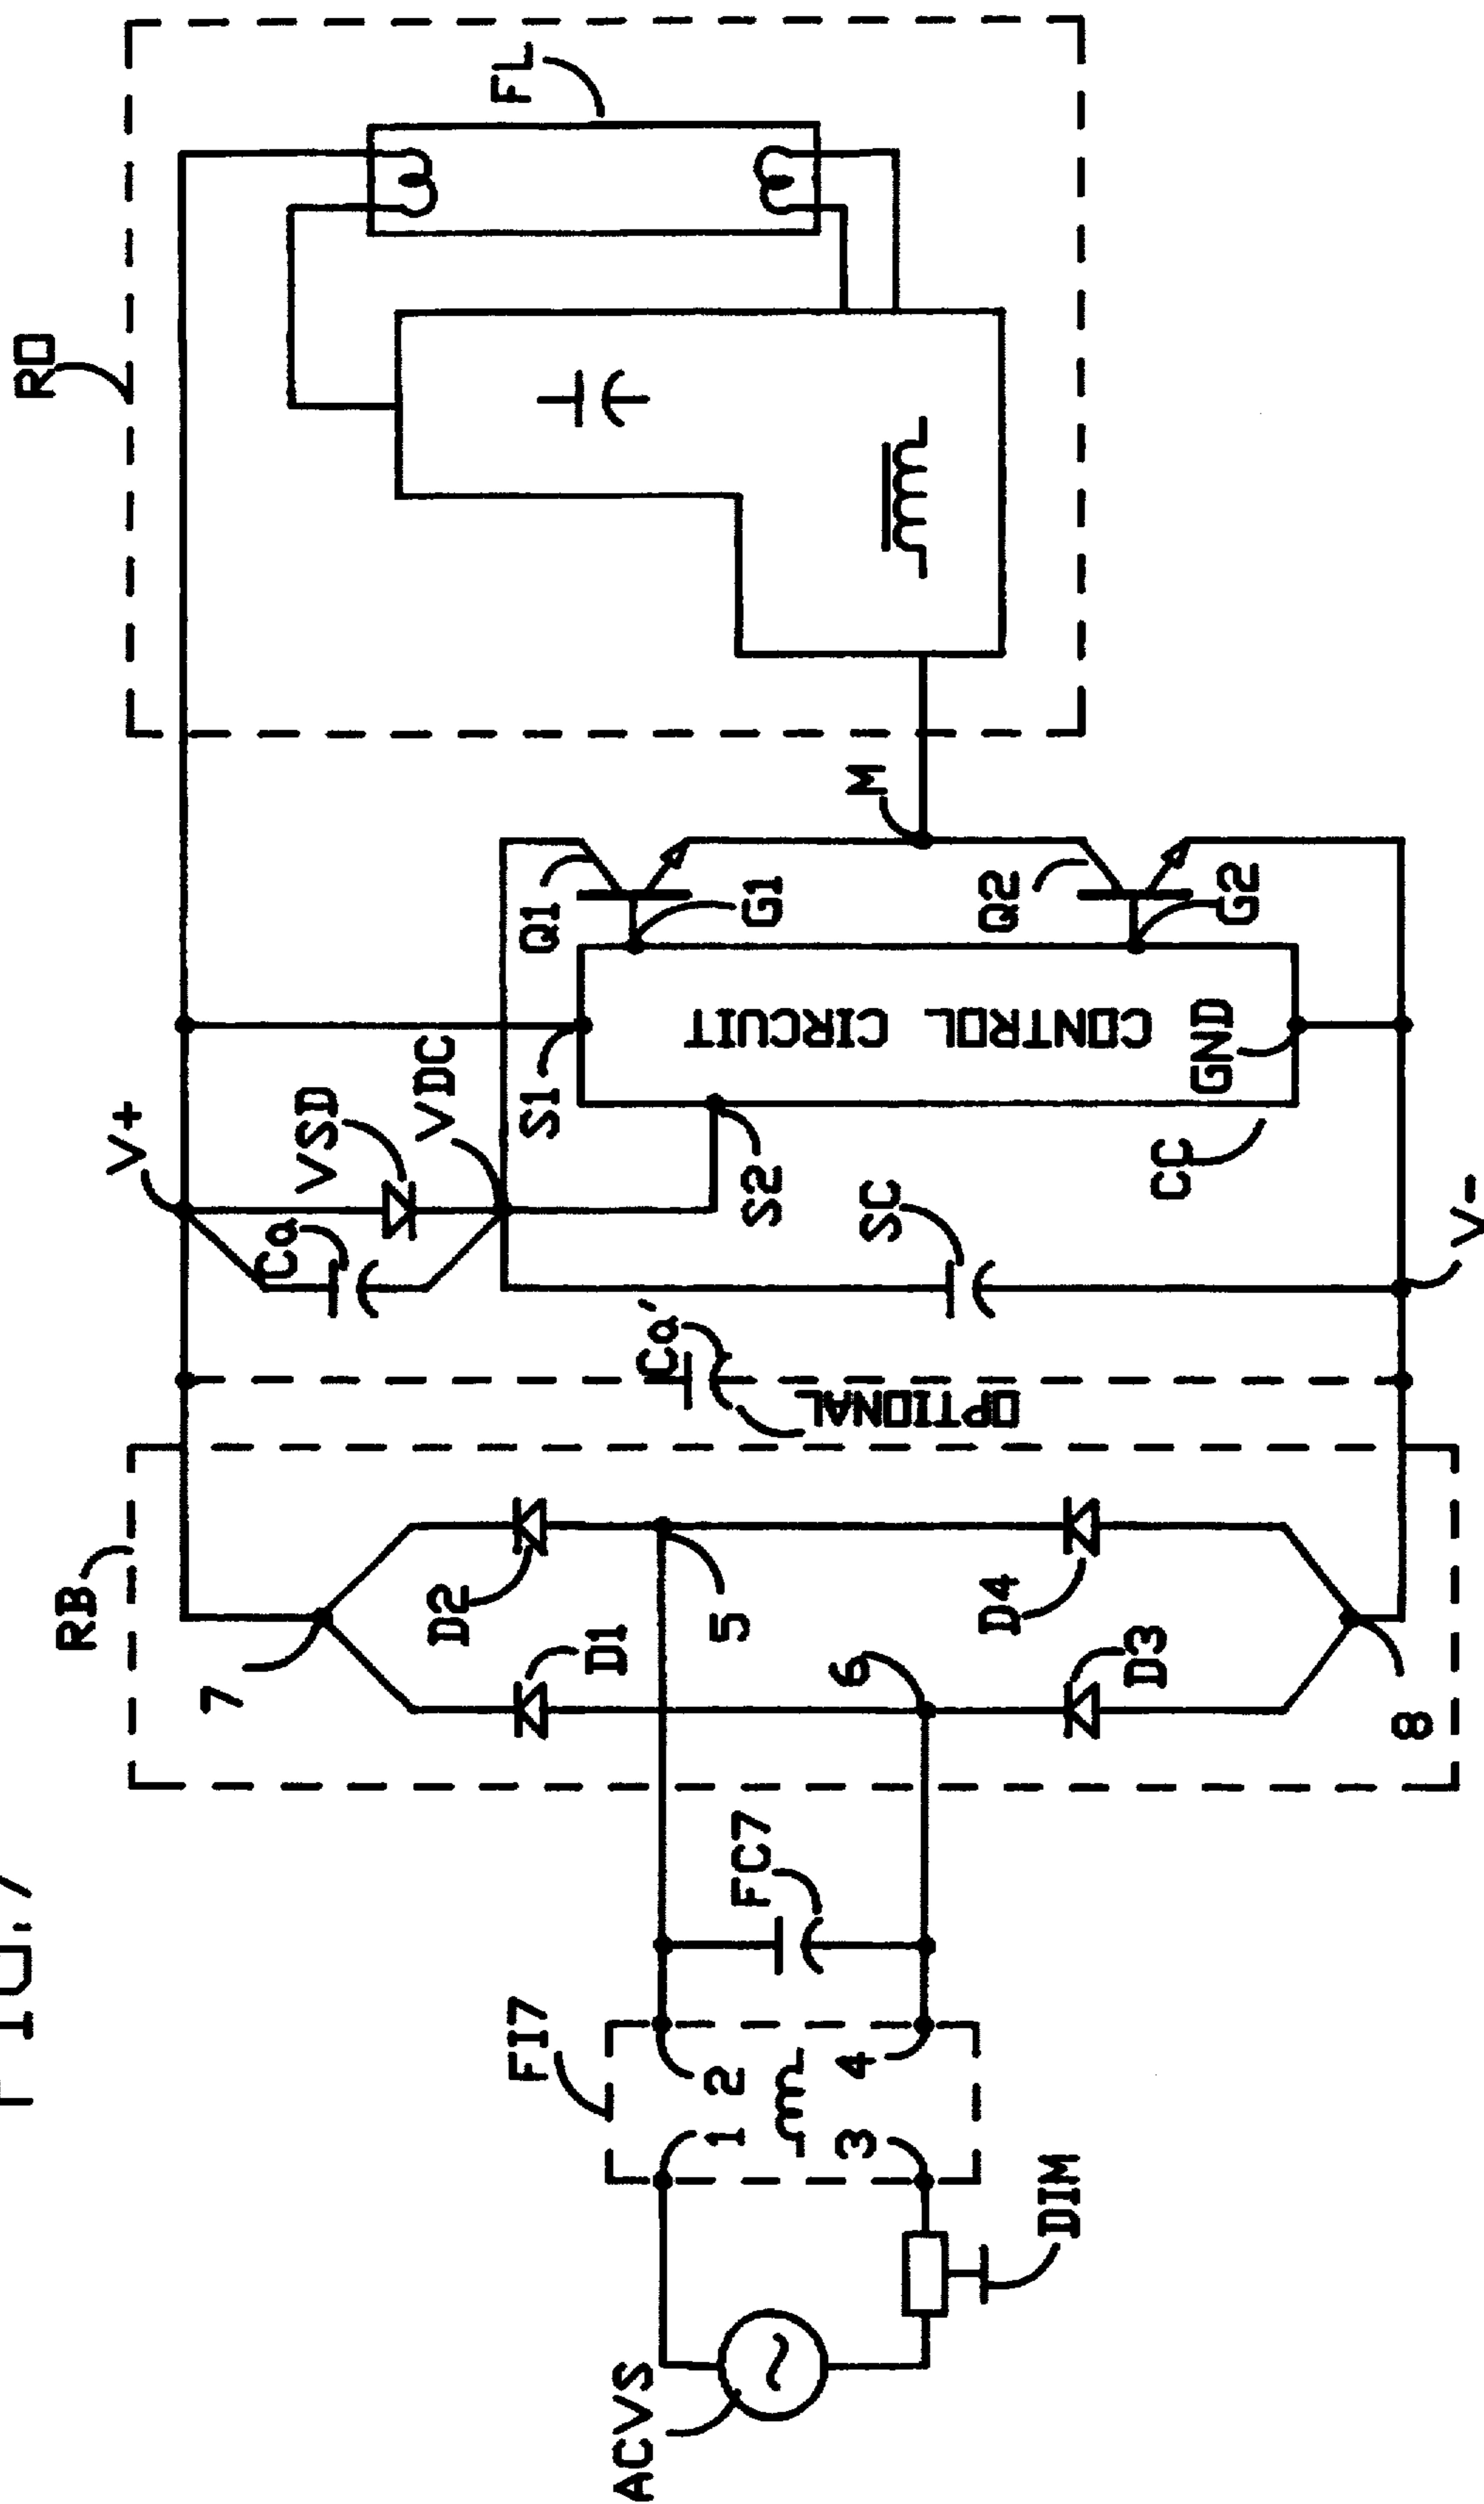 FIG.7
ACVS
DIM
FI7
1
2
3
4
FC7
RB
7
D2
D1
5
6
D4
D3
8
OPTIONAL
Ca'
Ca
V+
VSD
VDC
S1
S2
SC
CC
GND
V-
CONTROL CIRCUIT
Q1
G1
Q2
G2
M
RO
FL